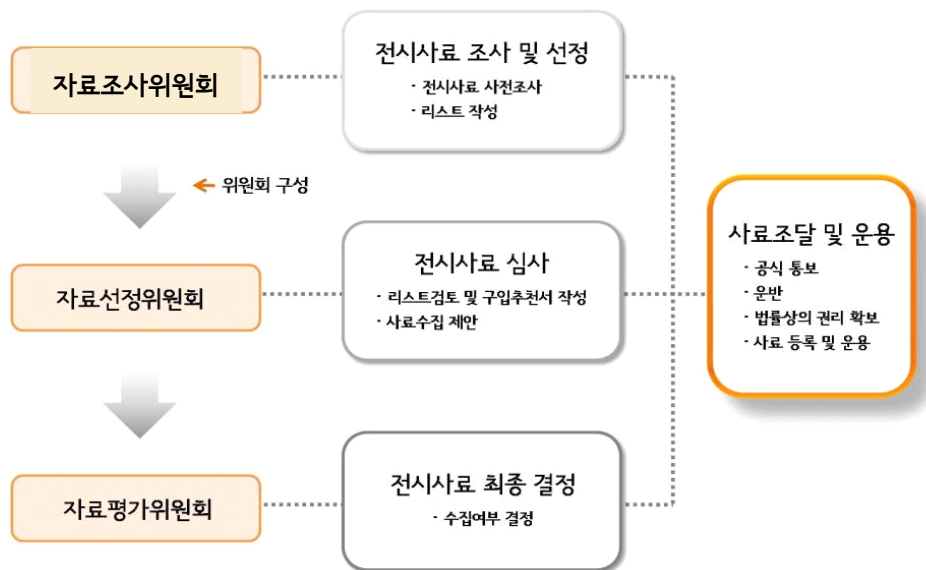 자료조사위원회
전시사료 조사 및 선정
- 전시사료 사전조사
- 리스트 작성
← 위원회 구성
자료선정위원회
전시사료 심사
- 리스트검토 및 구입추천서 작성
- 사료수집 제안
사료조달 및 운용
- 공식 통보
- 운반
- 법률상의 권리 확보
- 사료 등록 및 운용
자료평가위원회
전시사료 최종 결정
- 수집여부 결정